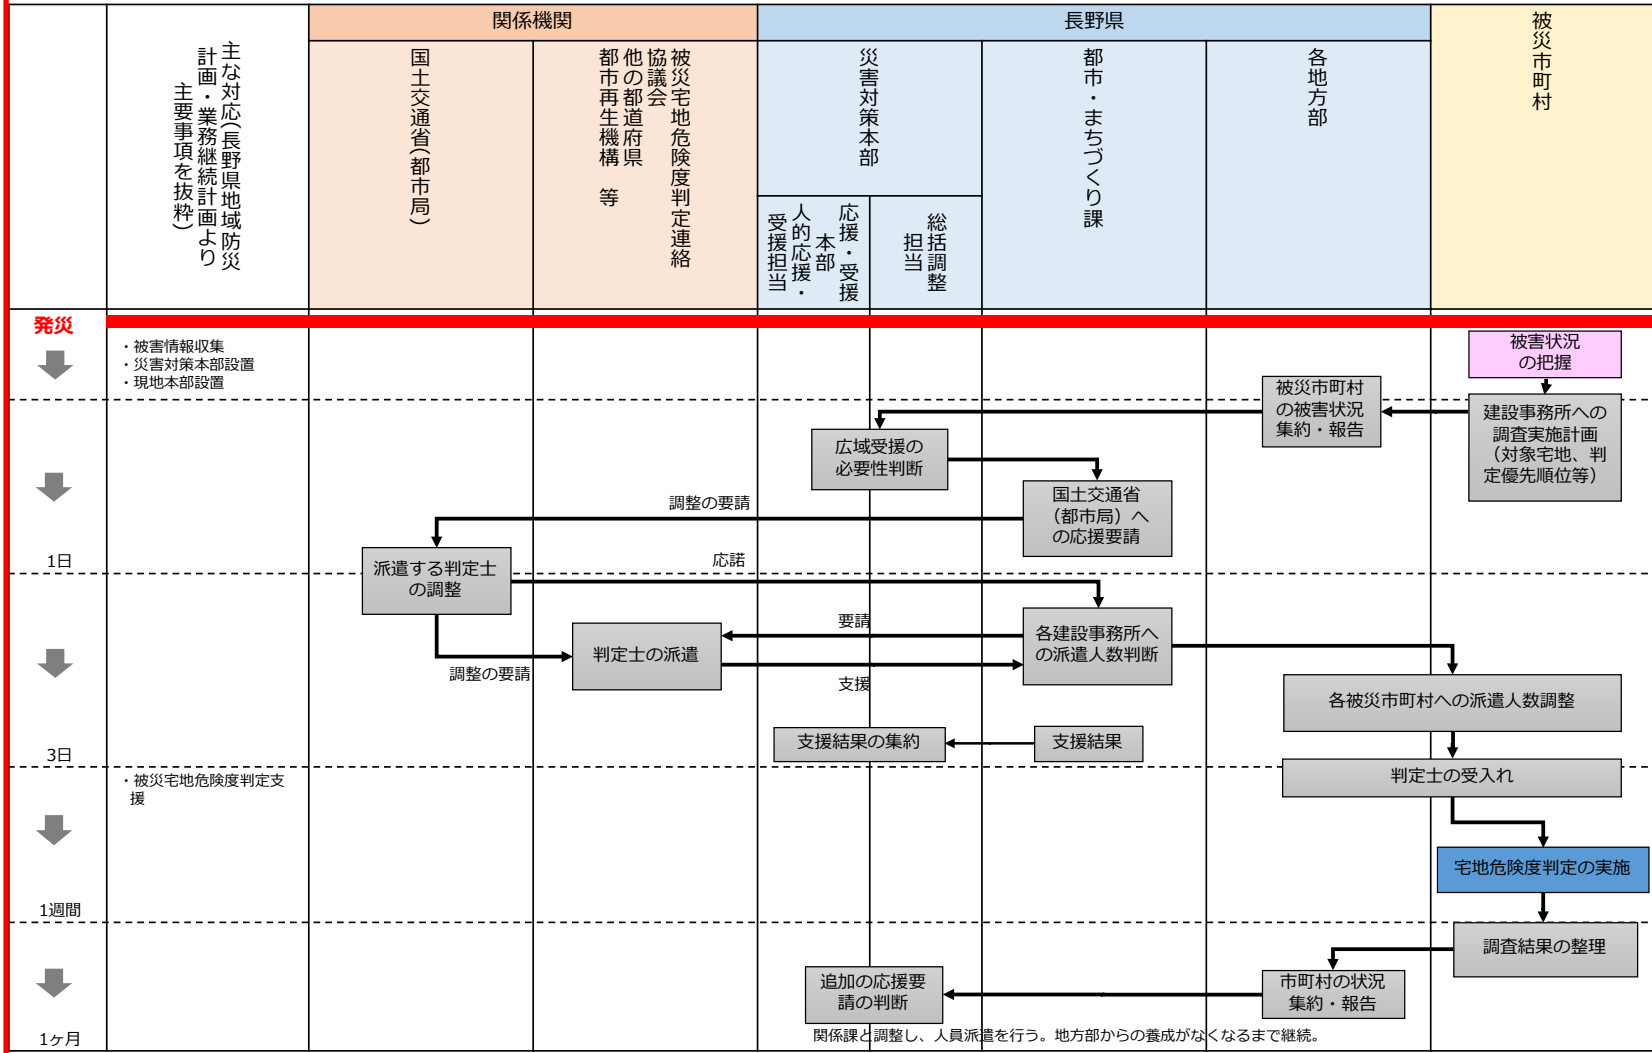 関係機関
長野県
被災市町村
主な対応(長野県地域防災
計画・業務継続計画より
主要事項を抜粋)
国土交通省(都市局)
被災宅地危険度判定連絡
協議会
他の都道府県
都市再生機構　等
災害対策本部
都市・まちづくり課
各地方部
応援・受援
本部
人的応援・
受援担当
総括調整
担当
発災
・被害情報収集
・災害対策本部設置
・現地本部設置
被害状況
の把握
被災市町村
の被害状況
集約・報告
建設事務所への
調査実施計画
（対象宅地、判
定優先順位等）
広域受援の
必要性判断
国土交通省
（都市局）へ
の応援要請
調整の要請
1日
派遣する判定士
の調整
応諾
要請
各建設事務所へ
の派遣人数判断
判定士の派遣
調整の要請
支援
各被災市町村への派遣人数調整
支援結果の集約
支援結果
3日
・被災宅地危険度判定支
援
判定士の受入れ
宅地危険度判定の実施
1週間
調査結果の整理
追加の応援要
請の判断
市町村の状況
集約・報告
1ヶ月
関係課と調整し、人員派遣を行う。地方部からの養成がなくなるまで継続。